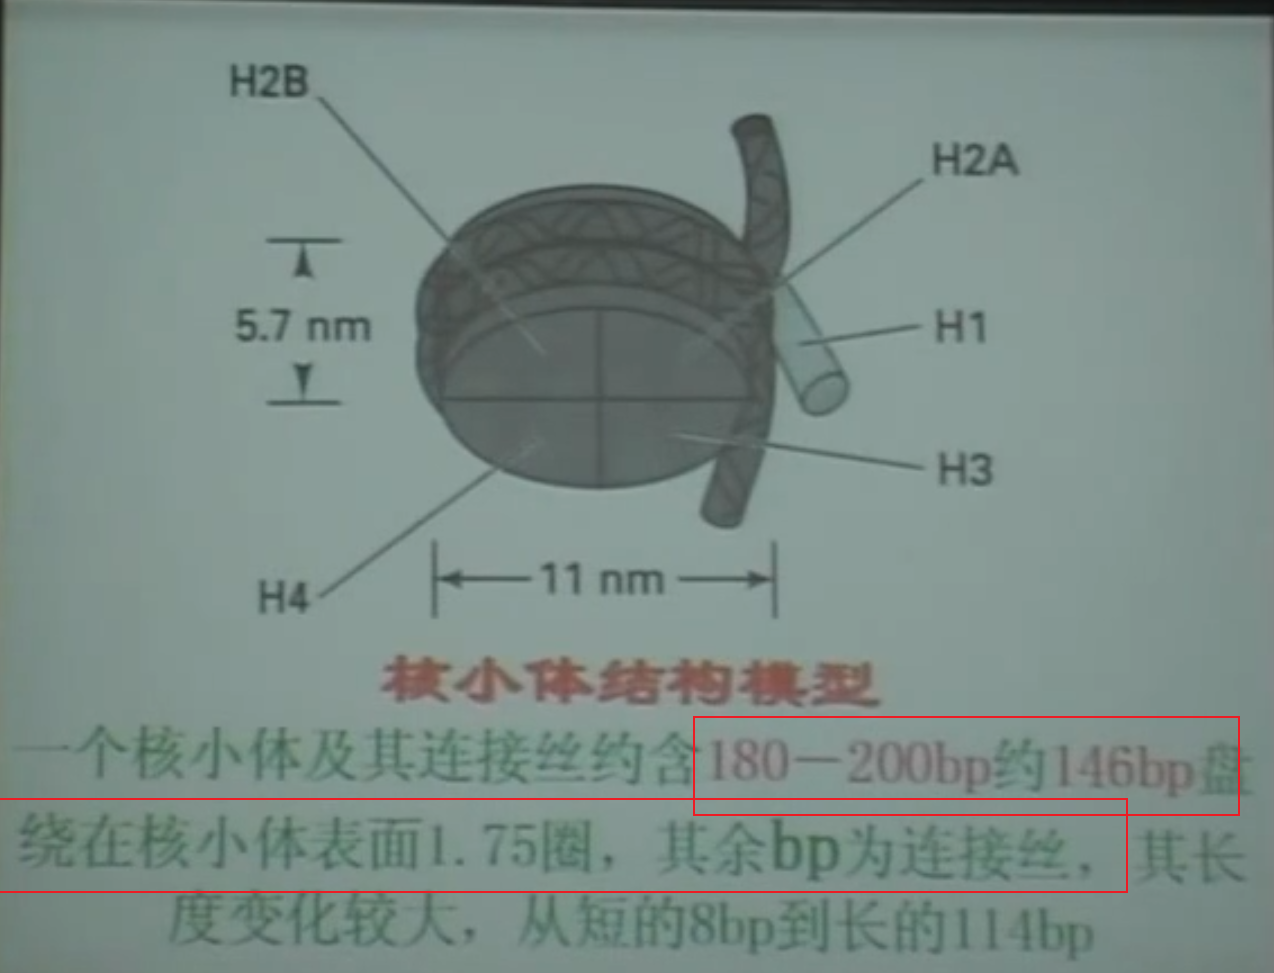 H2B
H2A
5.7 nm
H1
H3
H4
11 nm
核小体结构模型
一个核小体及其连接丝约含180—200bp约146bp盘
绕在核小体表面1.75圈，其余bp为连接丝，其长
度变化较大，从短的8bp到长的114bp